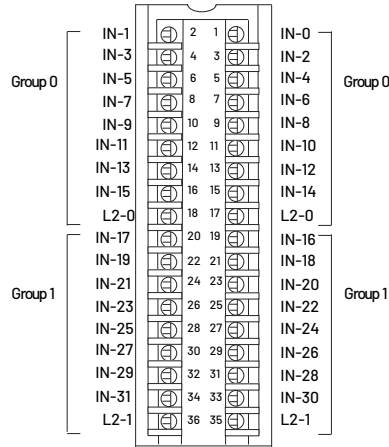 IN-1 2 1 IN-0
IN-3 4 3 IN-2
Group 0 IN-5 6 5 IN-4 Group 0
IN-7 8 7 IN-6
IN-9 10 9 IN-8
IN-11 12 11 IN-10
IN-13 14 13 IN-12
IN-15 16 15 IN-14
L2-0 18 17 L2-0
IN-17 20 19 IN-16
IN-19 22 21 IN-18
IN-21 24 23 IN-20
Group 1 IN-23 26 25 IN-22 Group 1
IN-25 28 27 IN-24
IN-27 30 29 IN-26
IN-29 32 31 IN-28
IN-31 34 33 IN-30
L2-1 36 35 L2-1